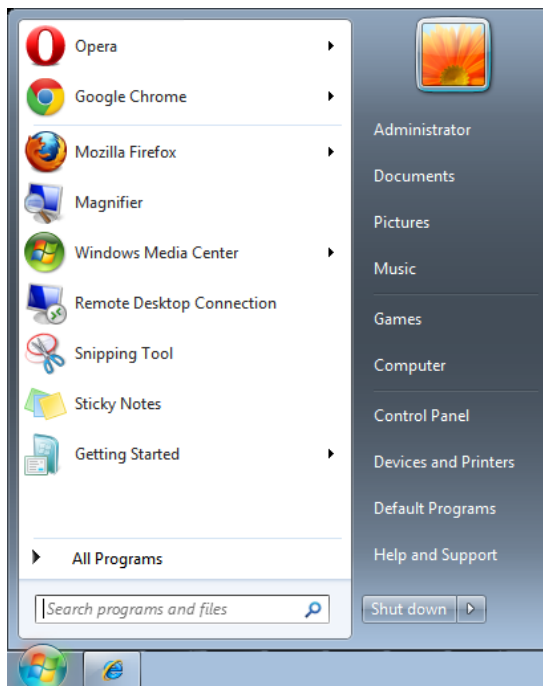 Opera
Google Chrome
Mozilla Firefox
Magnifier
Windows Media Center
Remote Desktop Connection
Snipping Tool
Sticky Notes
Getting Started
All Programs
Search programs and files
Administrator
Documents
Pictures
Music
Games
Computer
Control Panel
Devices and Printers
Default Programs
Help and Support
Shut down